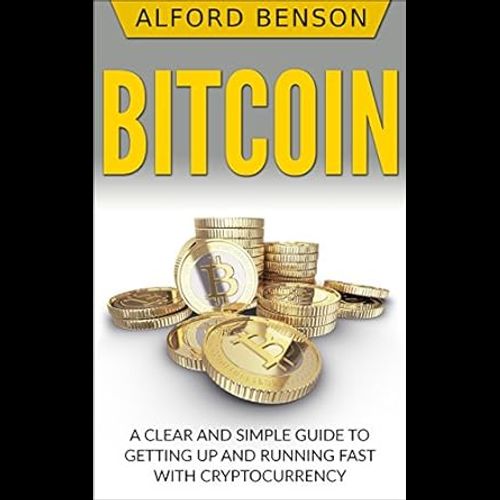 ALFORD BENSON
BITCOIN
A CLEAR AND SIMPLE GUIDE TO
GETTING UP AND RUNNING FAST
WITH CRYPTOCURRENCY